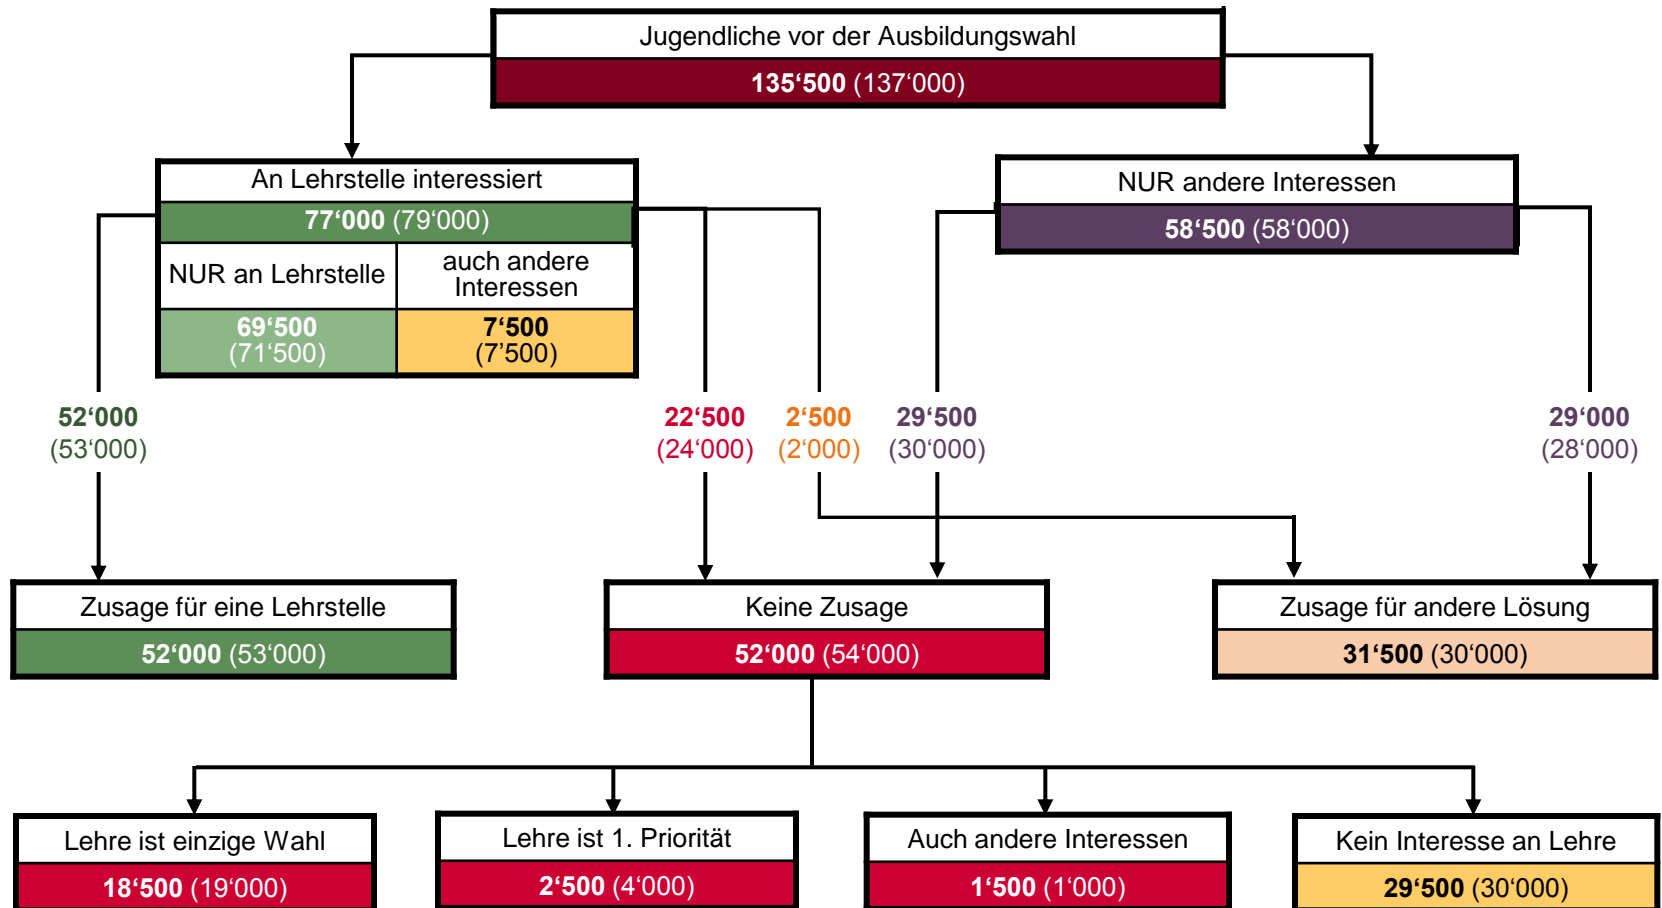 Jugendliche vor der Ausbildungswahl
135‘500 (137‘000)
An Lehrstelle interessiert
77‘000 (79‘000)
NUR an Lehrstelle
auch andere
Interessen
69‘500
(71‘500)
7‘500
(7’500)
NUR andere Interessen
58‘500 (58‘000)
52‘000
(53‘000)
22‘500
(24‘000)
2‘500
(2‘000)
29‘500
(30‘000)
29‘000
(28‘000)
Zusage für eine Lehrstelle
52‘000 (53‘000)
Keine Zusage
52‘000 (54‘000)
Zusage für andere Lösung
31‘500 (30‘000)
Lehre ist einzige Wahl
18‘500 (19‘000)
Lehre ist 1. Priorität
2‘500 (4‘000)
Auch andere Interessen
1‘500 (1‘000)
Kein Interesse an Lehre
29‘500 (30‘000)